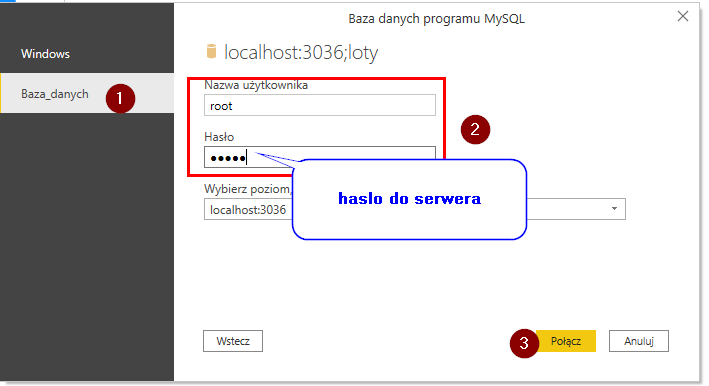 Baza danych programu MySQL
Windows
localhost:3036;loty
Baza_danych
1
Nazwa użytkownika
root
2
Hasło
•••••
haslo do serwera
Wybierz poziom,
localhost:3036
Wstecz
3
Połącz
Anuluj